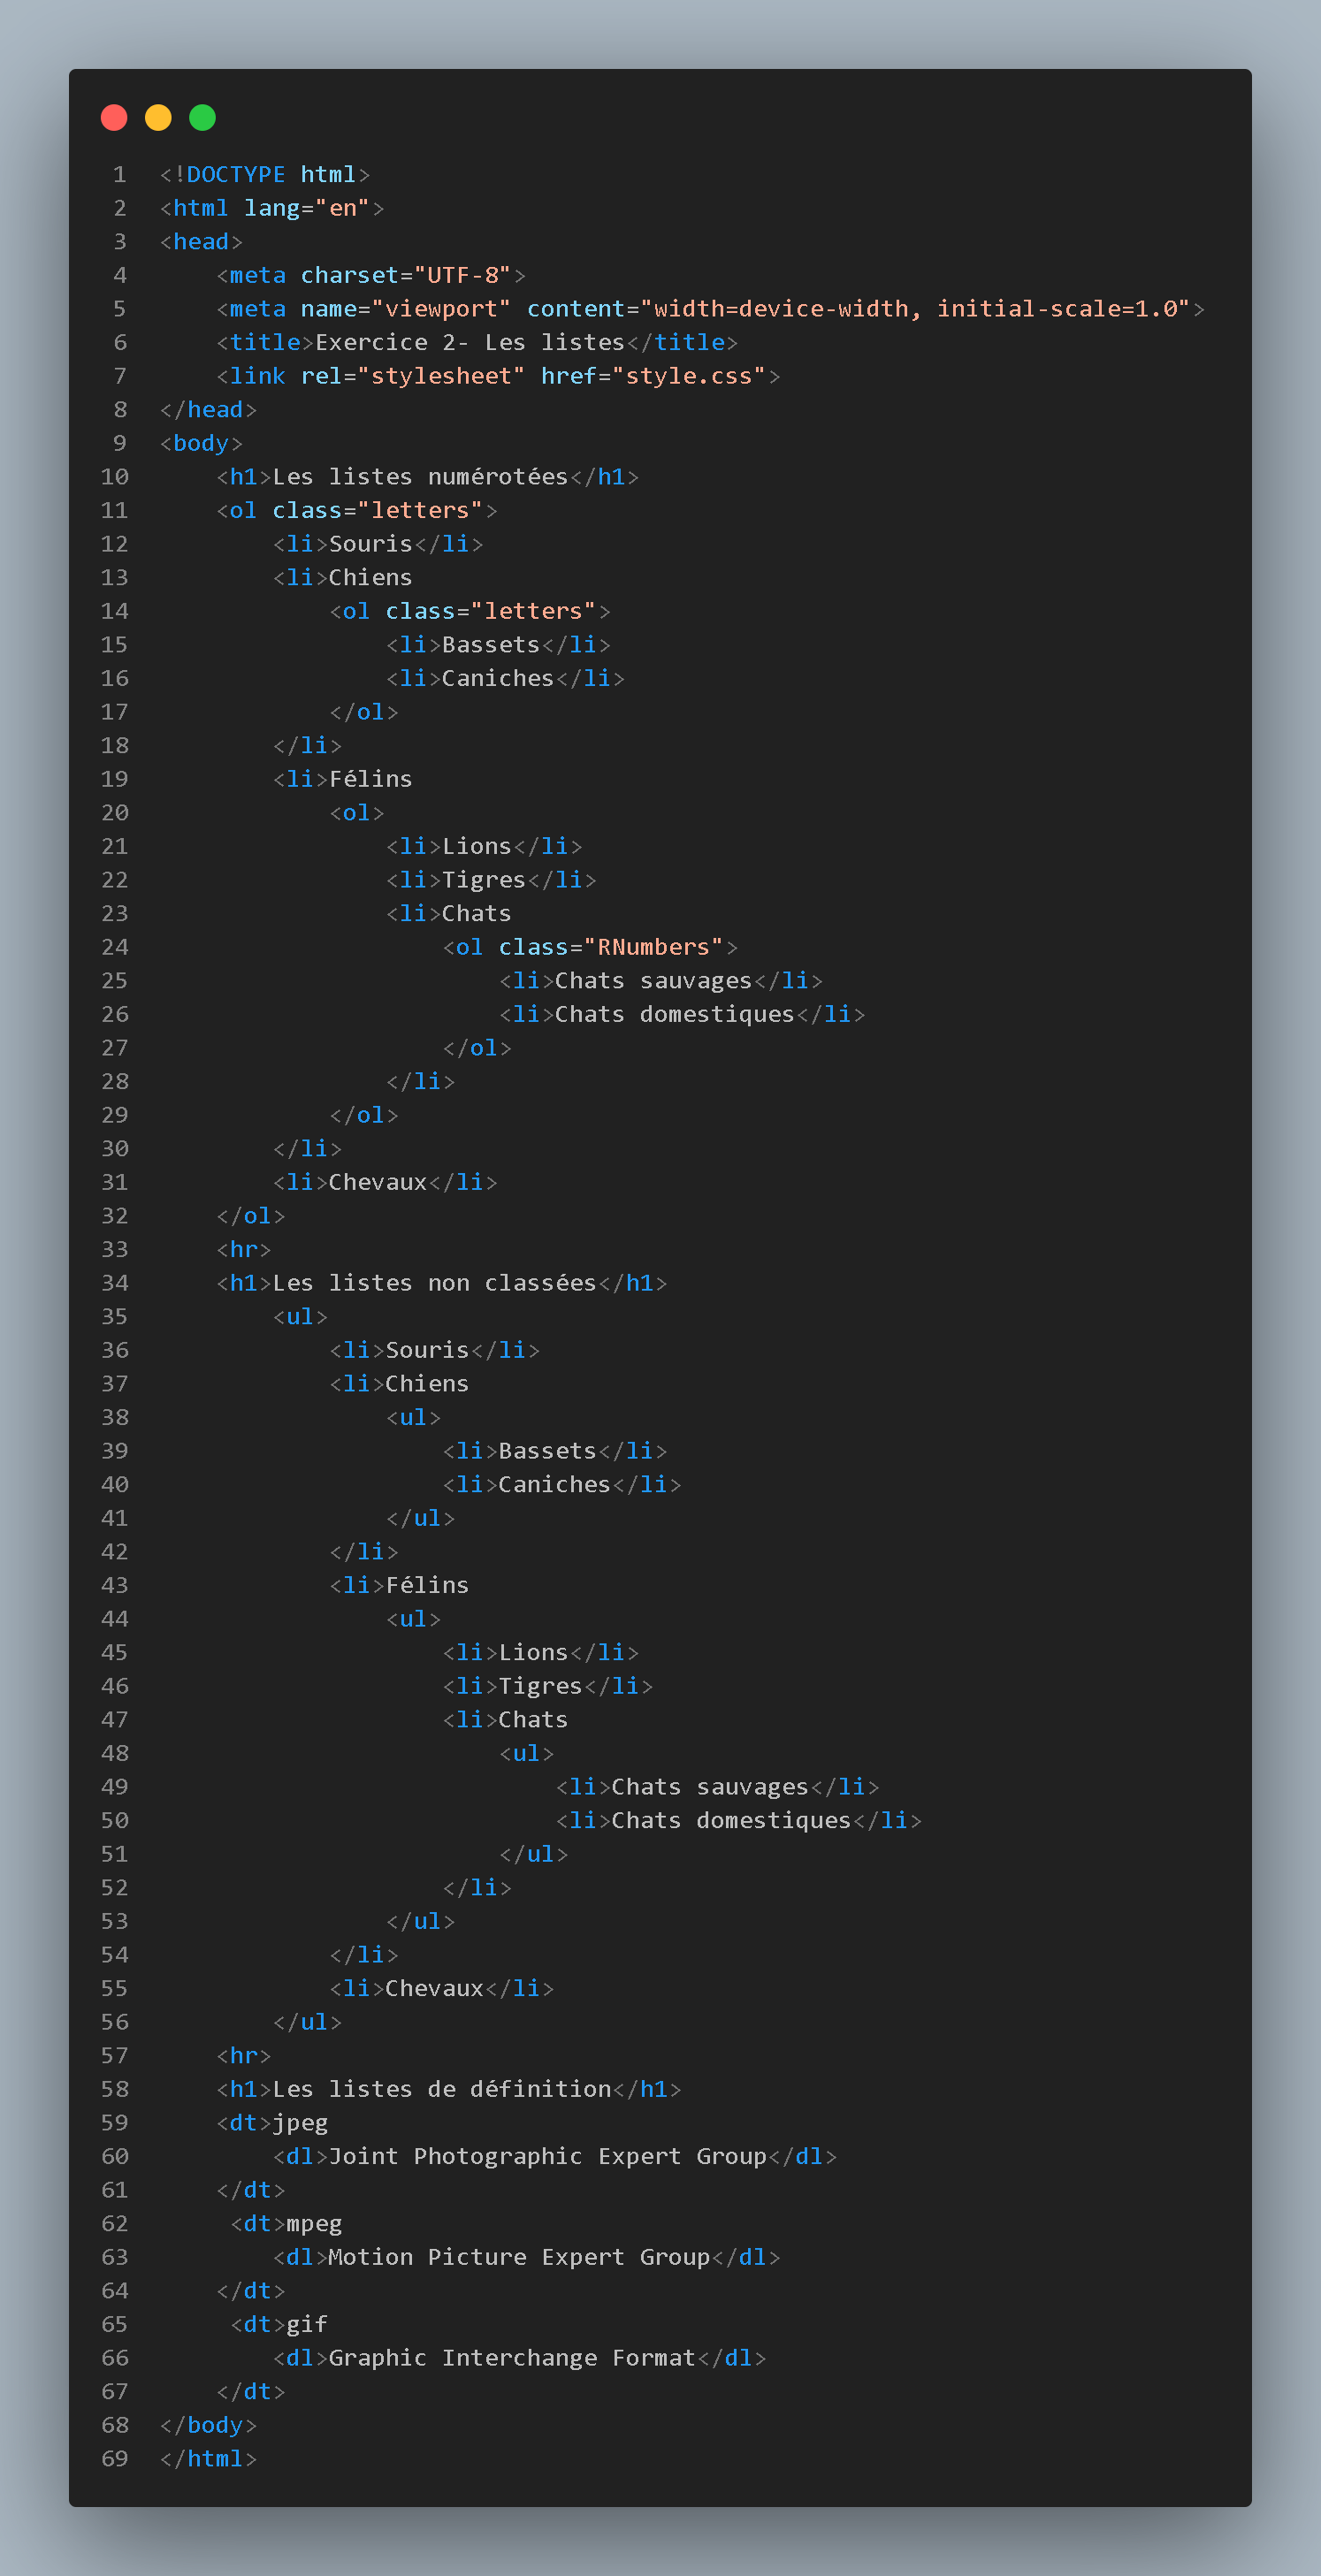 1 <!DOCTYPE html>
2 <html lang="en">
3 <head>
4     <meta charset="UTF-8">
5     <meta name="viewport" content="width=device-width, initial-scale=1.0">
6     <title>Exercice 2- Les listes</title>
7     <link rel="stylesheet" href="style.css">
8 </head>
9 <body>
10     <h1>Les listes numérotées</h1>
11     <ol class="letters">
12         <li>Souris</li>
13         <li>Chiens
14             <ol class="letters">
15                 <li>Bassets</li>
16                 <li>Caniches</li>
17             </ol>
18         </li>
19         <li>Félins
20             <ol>
21                 <li>Lions</li>
22                 <li>Tigres</li>
23                 <li>Chats
24                     <ol class="RNumbers">
25                         <li>Chats sauvages</li>
26                         <li>Chats domestiques</li>
27                     </ol>
28                 </li>
29             </ol>
30         </li>
31         <li>Chevaux</li>
32     </ol>
33     <hr>
34     <h1>Les listes non classées</h1>
35         <ul>
36             <li>Souris</li>
37             <li>Chiens
38                 <ul>
39                     <li>Bassets</li>
40                     <li>Caniches</li>
41                 </ul>
42             </li>
43             <li>Félins
44                 <ul>
45                     <li>Lions</li>
46                     <li>Tigres</li>
47                     <li>Chats
48                         <ul>
49                             <li>Chats sauvages</li>
50                             <li>Chats domestiques</li>
51                         </ul>
52                     </li>
53                 </ul>
54             </li>
55             <li>Chevaux</li>
56         </ul>
57     <hr>
58     <h1>Les listes de définition</h1>
59     <dt>jpeg
60         <dl>Joint Photographic Expert Group</dl>
61     </dt>
62      <dt>mpeg
63         <dl>Motion Picture Expert Group</dl>
64     </dt>
65      <dt>gif
66         <dl>Graphic Interchange Format</dl>
67     </dt>
68 </body>
69 </html>